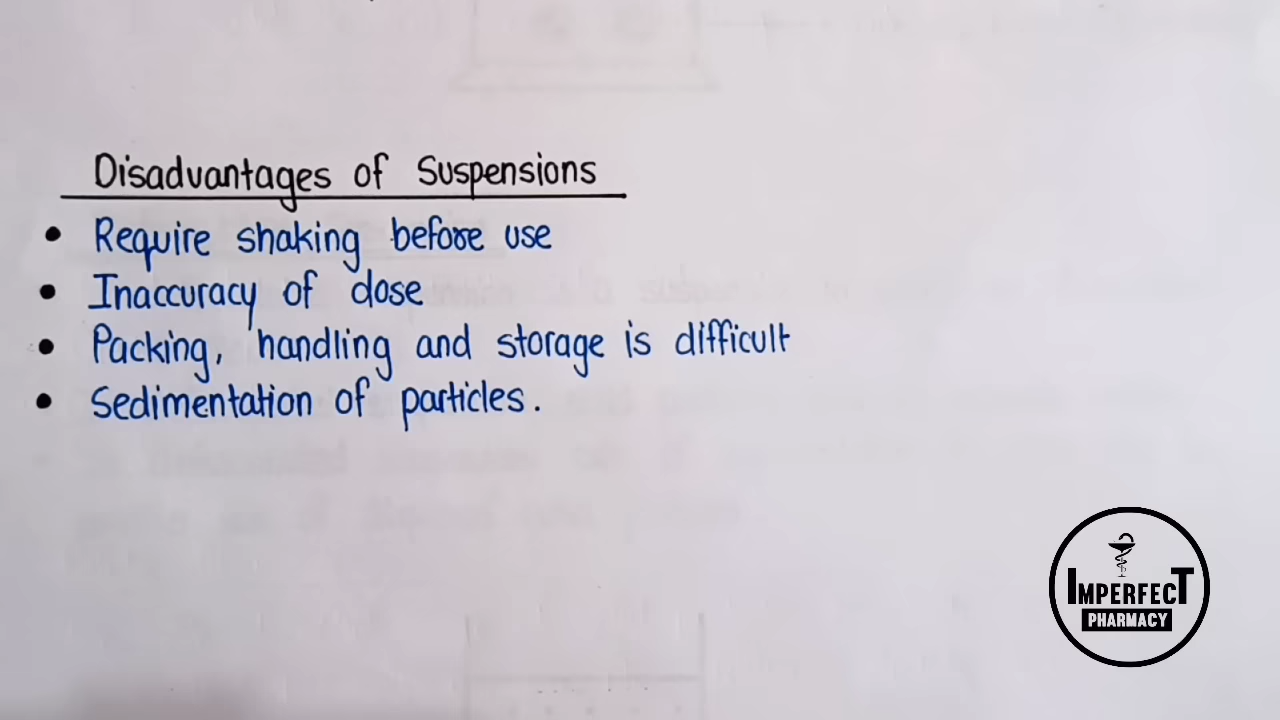 Disadvantages of Suspensions
• Require shaking before use
• Inaccuracy of dose
• Packing, handling and storage is difficult
• Sedimentation of particles.
IMPERFECT
PHARMACY